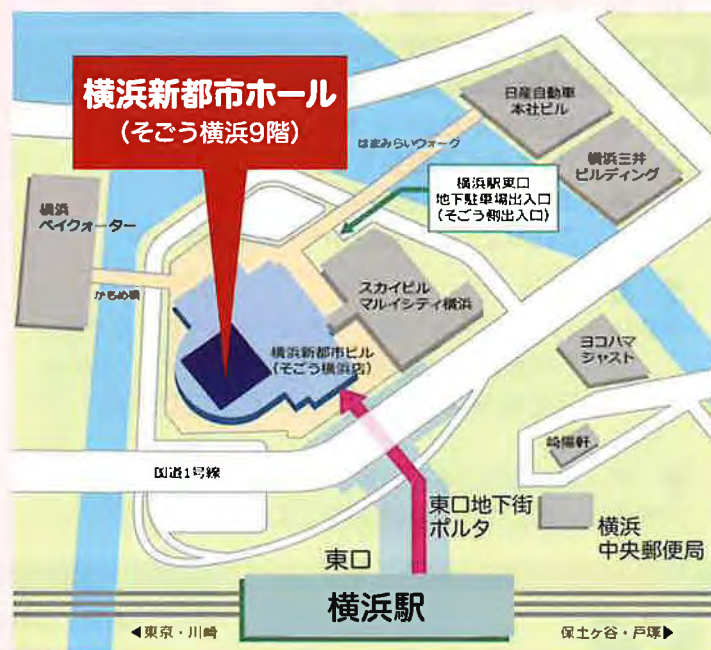 横浜新都市ホール
(そごう横浜9階)
日産自動車
本社ビル
はまみらいウォーク
横浜三井
ビルディング
横浜駅東口
地下駐車場出入口
(そごう側出入口)
横浜
ベイクォーター
かもめ橋
スカイビル
マルイシティ横浜
横浜新都市ビル
(そごう横浜店)
ヨコハマ
ジャスト
崎陽軒
国道1号線
東口地下街
ポルタ
横浜
中央郵便局
東口
横浜駅
◀東京・川崎
保土ヶ谷・戸塚▶